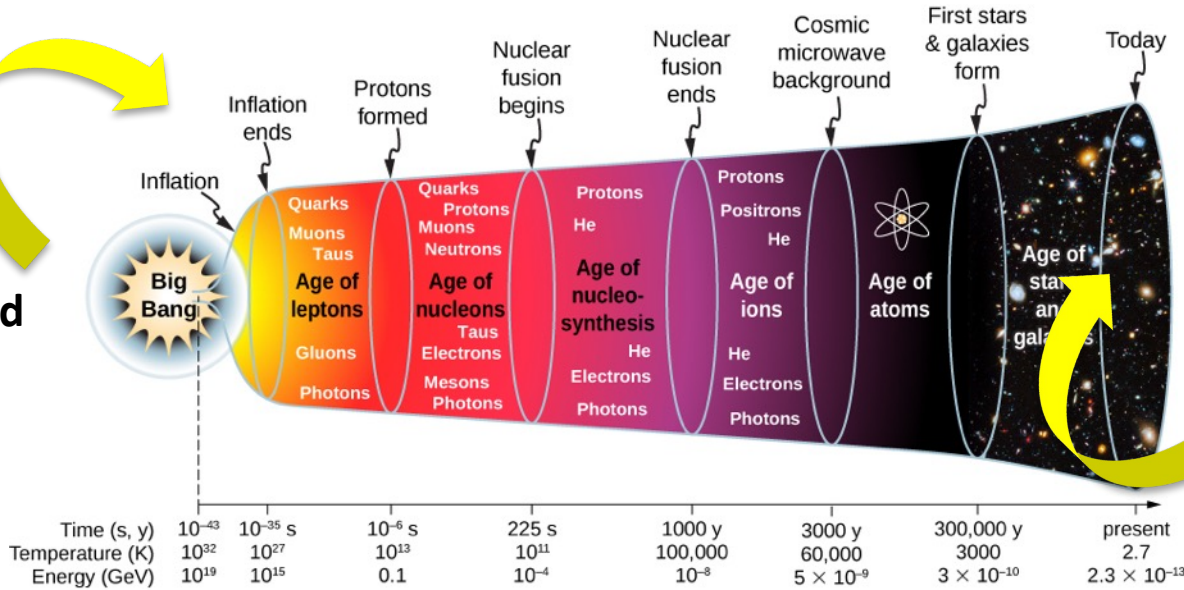 Inflation
Inflation
ends
Protons
formed
Nuclear
fusion
begins
Nuclear
fusion
ends
Cosmic
microwave
background
First stars
& galaxies
form
Today
d
Big
Bang
Quarks
Muons
Taus
Age of
leptons
Gluons
Photons
Quarks
Protons
Muons
Neutrons
Age of
nucleons
Taus
Electrons
Mesons
Photons
Protons
He
Age of
nucleo-
synthesis
He
Electrons
Photons
Protons
Positrons
He
Age of
ions
He
Electrons
Photons
Age of
atoms
Age of
Time (s, y) 10⁻⁴³ 10⁻³⁵ s 10⁻⁶ s 225 s 1000 y 3000 y 300,000 y present
Temperature (K) 10³² 10²⁷ 10¹³ 10¹¹ 100,000 60,000 3000 2.7
Energy (GeV) 10¹⁹ 10¹⁵ 0.1 10⁻⁴ 10⁻⁸ 5 × 10⁻⁹ 3 × 10⁻¹⁰ 2.3 × 10⁻¹³